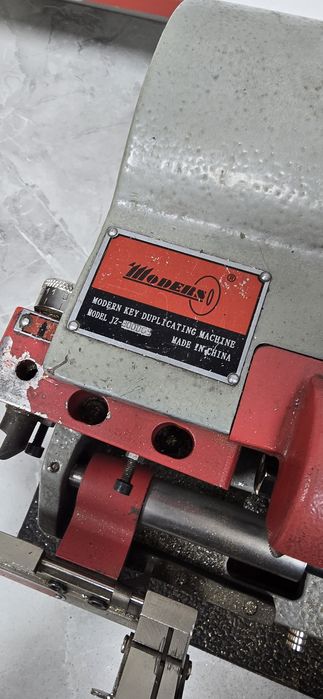 MODERN
®
MODERN KEY DUPLICATING MACHINE
MODEL JZ-
MADE IN CHINA